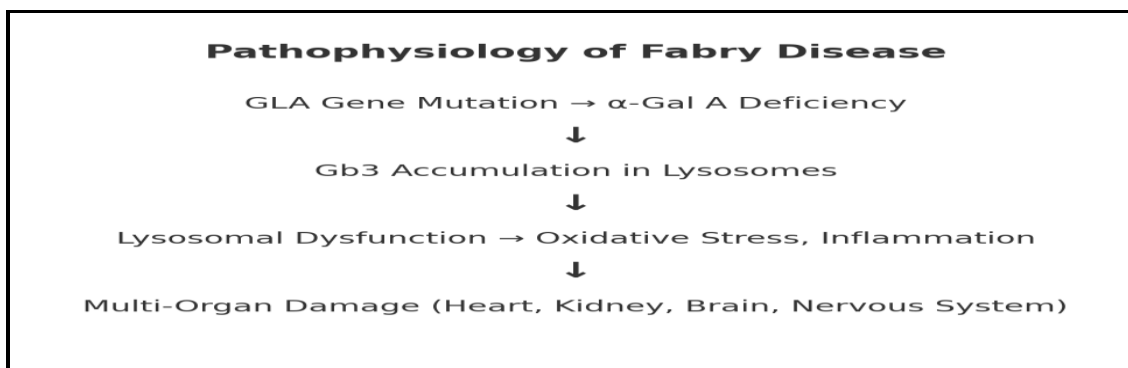 Pathophysiology of Fabry Disease
GLA Gene Mutation → α-Gal A Deficiency
↓
Gb3 Accumulation in Lysosomes
↓
Lysosomal Dysfunction → Oxidative Stress, Inflammation
↓
Multi-Organ Damage (Heart, Kidney, Brain, Nervous System)